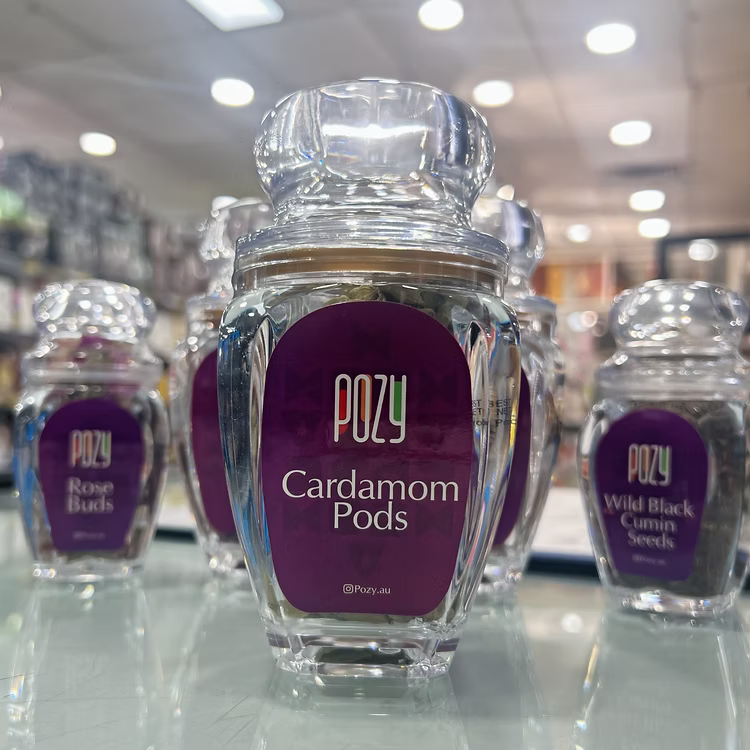 POZY
Cardamom
Pods
Pozy.au
POZY
Rose
Buds
POZY
Wild Black
Cumin
Seeds